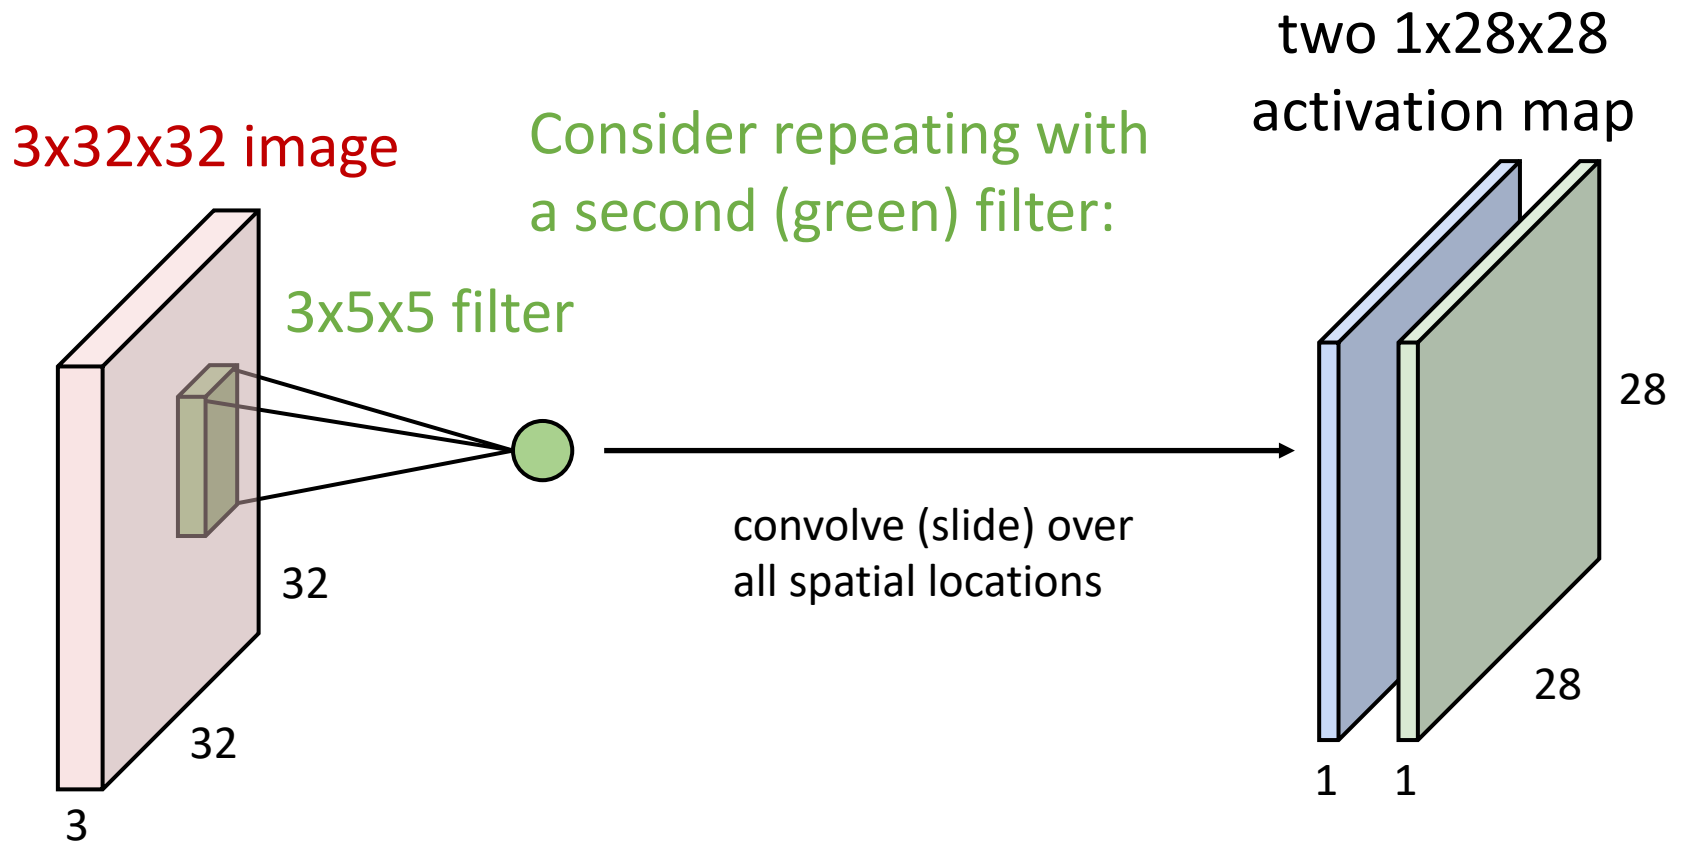 3x32x32 image
Consider repeating with
a second (green) filter:
two 1x28x28
activation map
3x5x5 filter
convolve (slide) over
all spatial locations
32
32
3
28
28
1
1